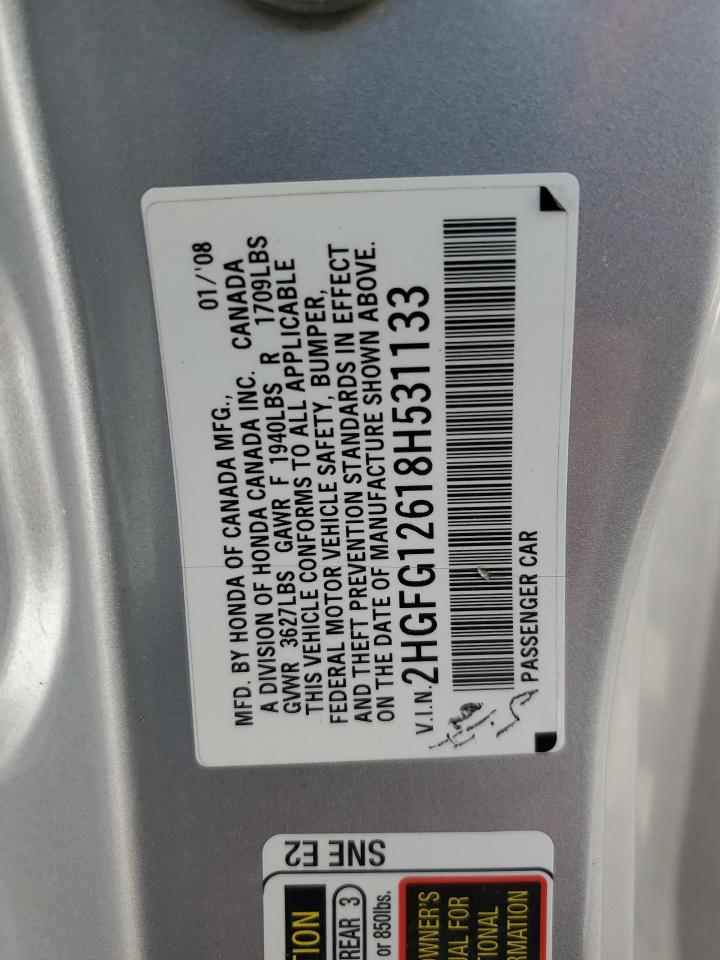 01/'08
MFD. BY HONDA OF CANADA MFG.,
A DIVISION OF HONDA CANADA INC. CANADA
GVWR 3627LBS GAWR F 1940LBS R 1709LBS
THIS VEHICLE CONFORMS TO ALL APPLICABLE
FEDERAL MOTOR VEHICLE SAFETY, BUMPER,
AND THEFT PREVENTION STANDARDS IN EFFECT
ON THE DATE OF MANUFACTURE SHOWN ABOVE.
V.I.N. 2HGFG12618H531133
PASSENGER CAR
SNE E2
TION
REAR 3
or 850lbs.
OWNER'S
UAL FOR
TIONAL
RMATION